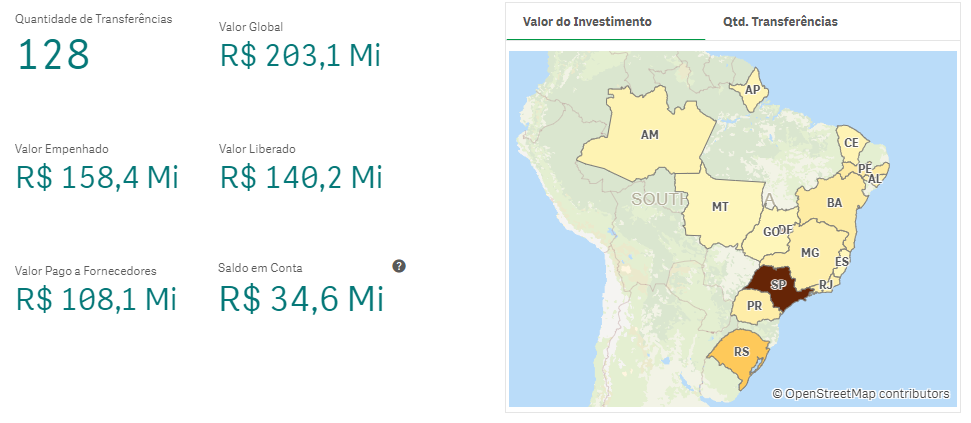 Quantidade de Transferências
128
Valor Global
R$ 203,1 Mi
Valor Empenhado
R$ 158,4 Mi
Valor Liberado
R$ 140,2 Mi
Valor Pago a Fornecedores
R$ 108,1 Mi
Saldo em Conta
?
R$ 34,6 Mi
Valor do Investimento
Qtd. Transferências
AP
AM
CE
PE
AL
SOUTH A
MT
BA
GO
DF
MG
ES
SP
RJ
PR
RS
© OpenStreetMap contributors